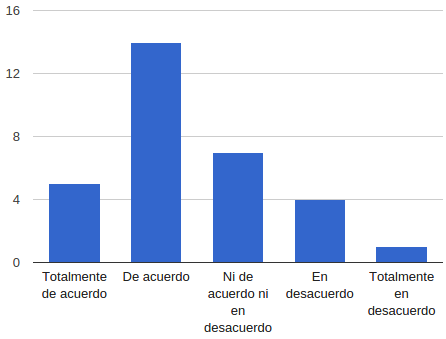 16
12
8
4
0
Totalmente
de acuerdo
De acuerdo
Ni de
acuerdo ni
en
desacuerdo
En
desacuerdo
Totalmente
en
desacuerdo